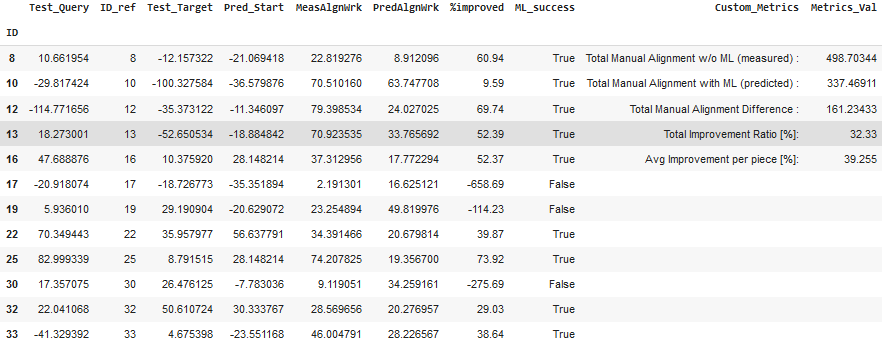 Test_Query ID_ref Test_Target Pred_Start MeasAlgnWrk PredAlgnWrk %improved ML_success Custom_Metrics Metrics_Val
ID
8 10.661954 8 -12.157322 -21.069418 22.819276 8.912096 60.94 True Total Manual Alignment w/o ML (measured) : 498.70344
10 -29.817424 10 -100.327584 -36.579876 70.510160 63.747708 9.59 True Total Manual Alignment with ML (predicted) : 337.46911
12 -114.771656 12 -35.373122 -11.346097 79.398534 24.027025 69.74 True Total Manual Alignment Difference : 161.23433
13 18.273001 13 -52.650534 -18.884842 70.923535 33.765692 52.39 True Total Improvement Ratio [%]: 32.33
16 47.688876 16 10.375920 28.148214 37.312956 17.772294 52.37 True Avg Improvement per piece [%]: 39.255
17 -20.918074 17 -18.726773 -35.351894 2.191301 16.625121 -658.69 False
19 5.936010 19 29.190904 -20.629072 23.254894 49.819976 -114.23 False
22 70.349443 22 35.957977 56.637791 34.391466 20.679814 39.87 True
25 82.999339 25 8.791515 28.148214 74.207825 19.356700 73.92 True
30 17.357075 30 26.476125 -7.783036 9.119051 34.259161 -275.69 False
32 22.041068 32 50.610724 30.333767 28.569656 20.276957 29.03 True
33 -41.329392 33 4.675398 -23.551168 46.004791 28.226567 38.64 True